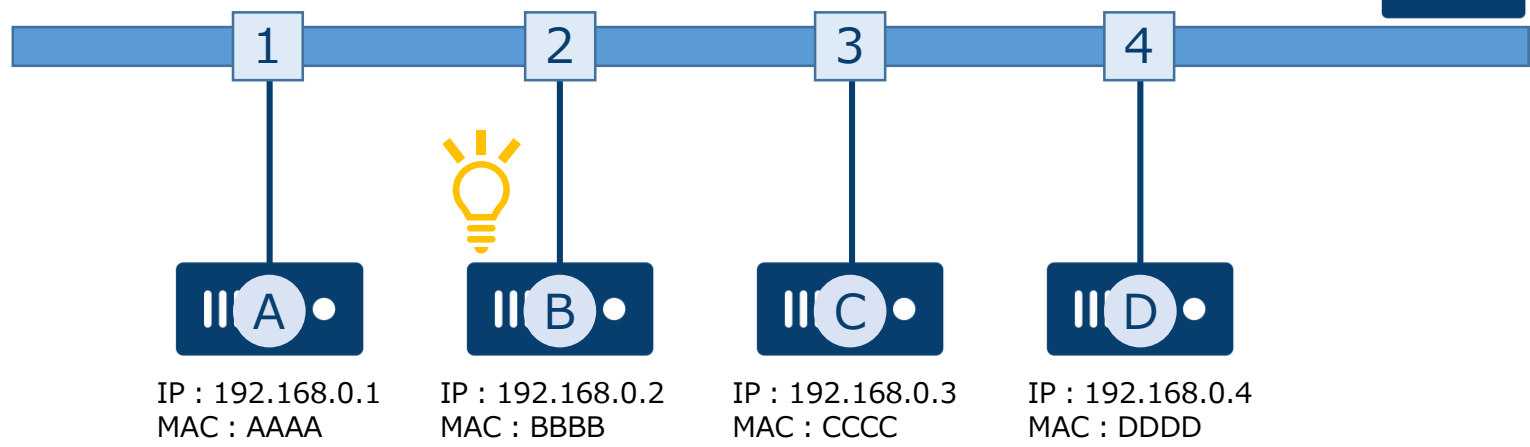 1 2 3 4
A B C D
IP : 192.168.0.1 IP : 192.168.0.2 IP : 192.168.0.3 IP : 192.168.0.4
MAC : AAAA MAC : BBBB MAC : CCCC MAC : DDDD